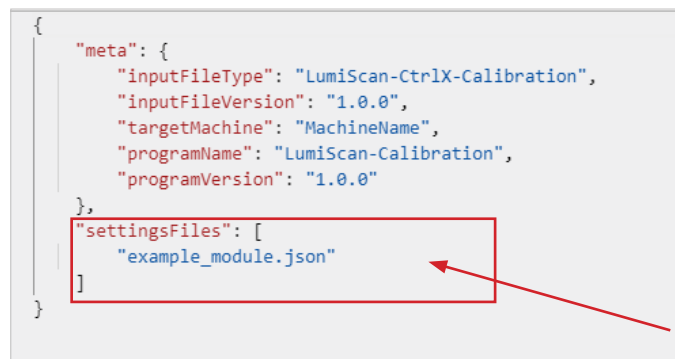 {
"meta": {
"inputFileType": "LumiScan-CtrlX-Calibration",
"inputFileVersion": "1.0.0",
"targetMachine": "MachineName",
"programName": "LumiScan-Calibration",
"programVersion": "1.0.0"
},
"settingsFiles": [
"example_module.json"
]
}